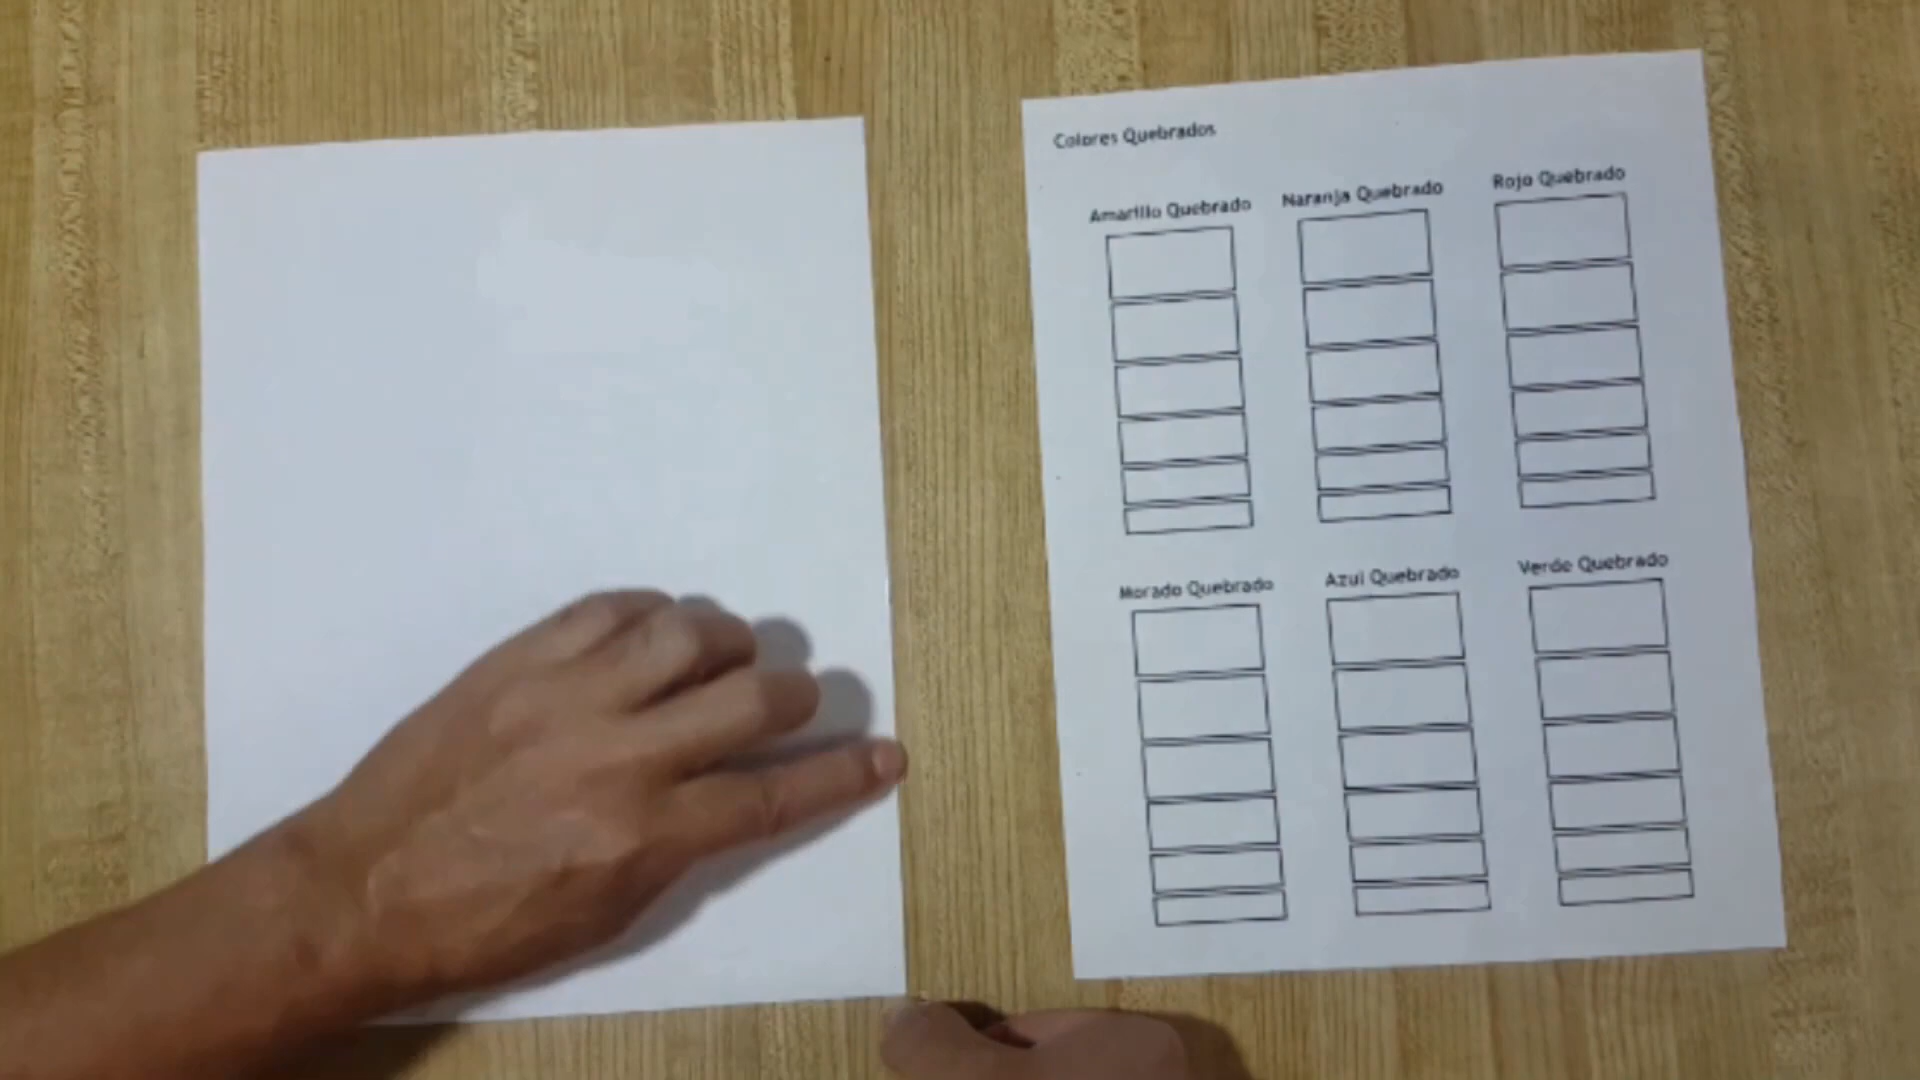 Colores Quebrados
Amarillo Quebrado
Naranja Quebrado
Rojo Quebrado
Morado Quebrado
Azul Quebrado
Verde Quebrado